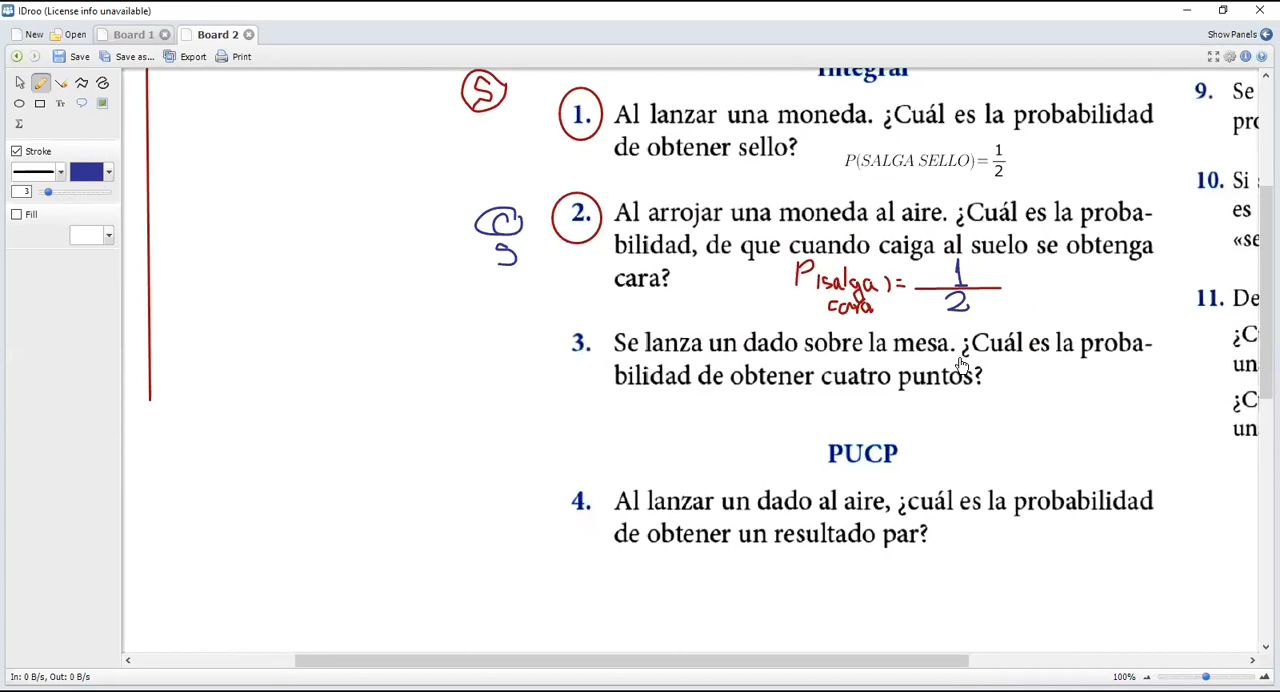 IDroo (License info unavailable)
New Open Board 1 Board 2 Show Panels
Save Save as... Export Print
Tr
Σ
Stroke
3
Fill
Integral
S
1. Al lanzar una moneda. ¿Cuál es la probabilidad
de obtener sello?
P(SALGA SELLO)= 1
2
C
S
2. Al arrojar una moneda al aire. ¿Cuál es la proba-
bilidad, de que cuando caiga al suelo se obtenga
cara?
P(salga ) = 1
cara 2
3. Se lanza un dado sobre la mesa. ¿Cuál es la proba-
bilidad de obtener cuatro puntos?
PUCP
4. Al lanzar un dado al aire, ¿cuál es la probabilidad
de obtener un resultado par?
9. Se
pro
10. Si
es
«se
11. De
¿C
un
¿C
un
In: 0 B/s, Out: 0 B/s
100%